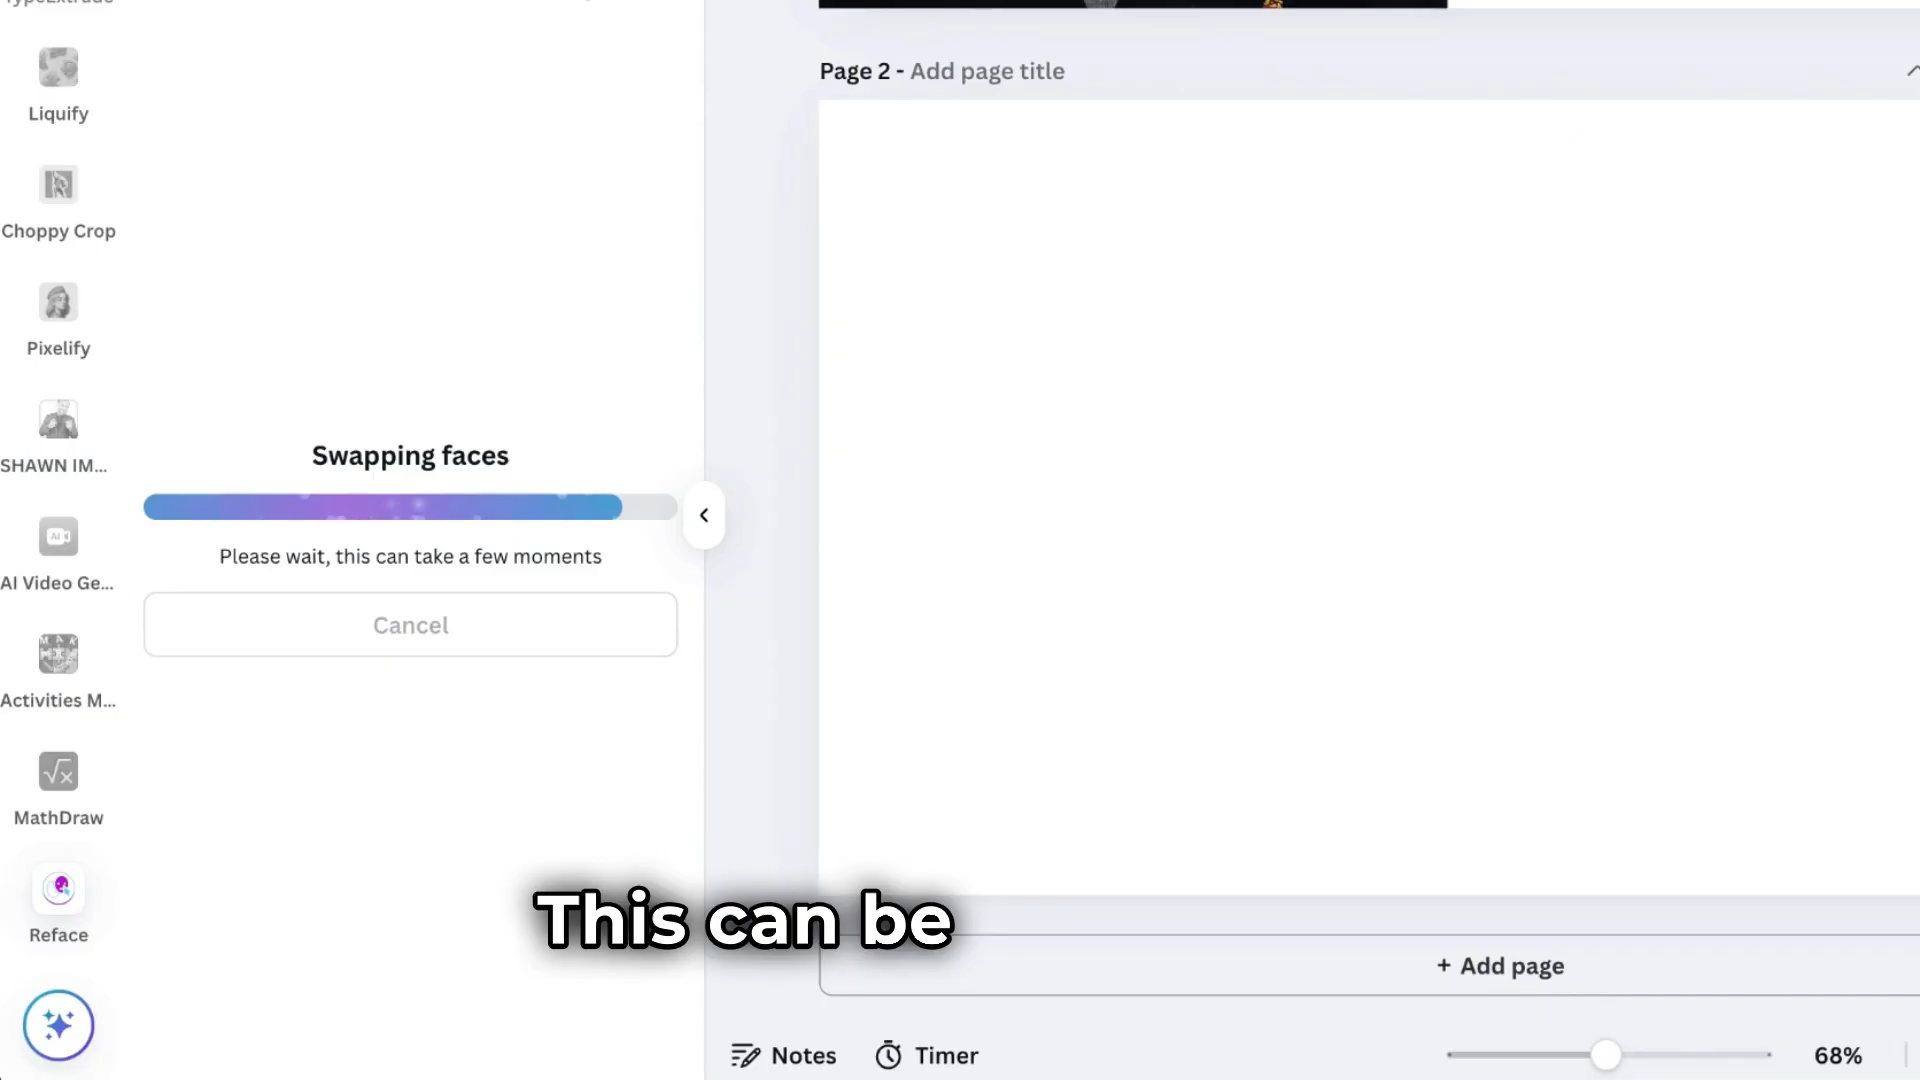 TypeExtrude
Liquify
Choppy Crop
Pixelify
SHAWN IM...
AI Video Ge...
Activities M...
MathDraw
Reface
Swapping faces
Please wait, this can take a few moments
Cancel
Page 2 - Add page title
This can be
+ Add page
Notes
Timer
68%